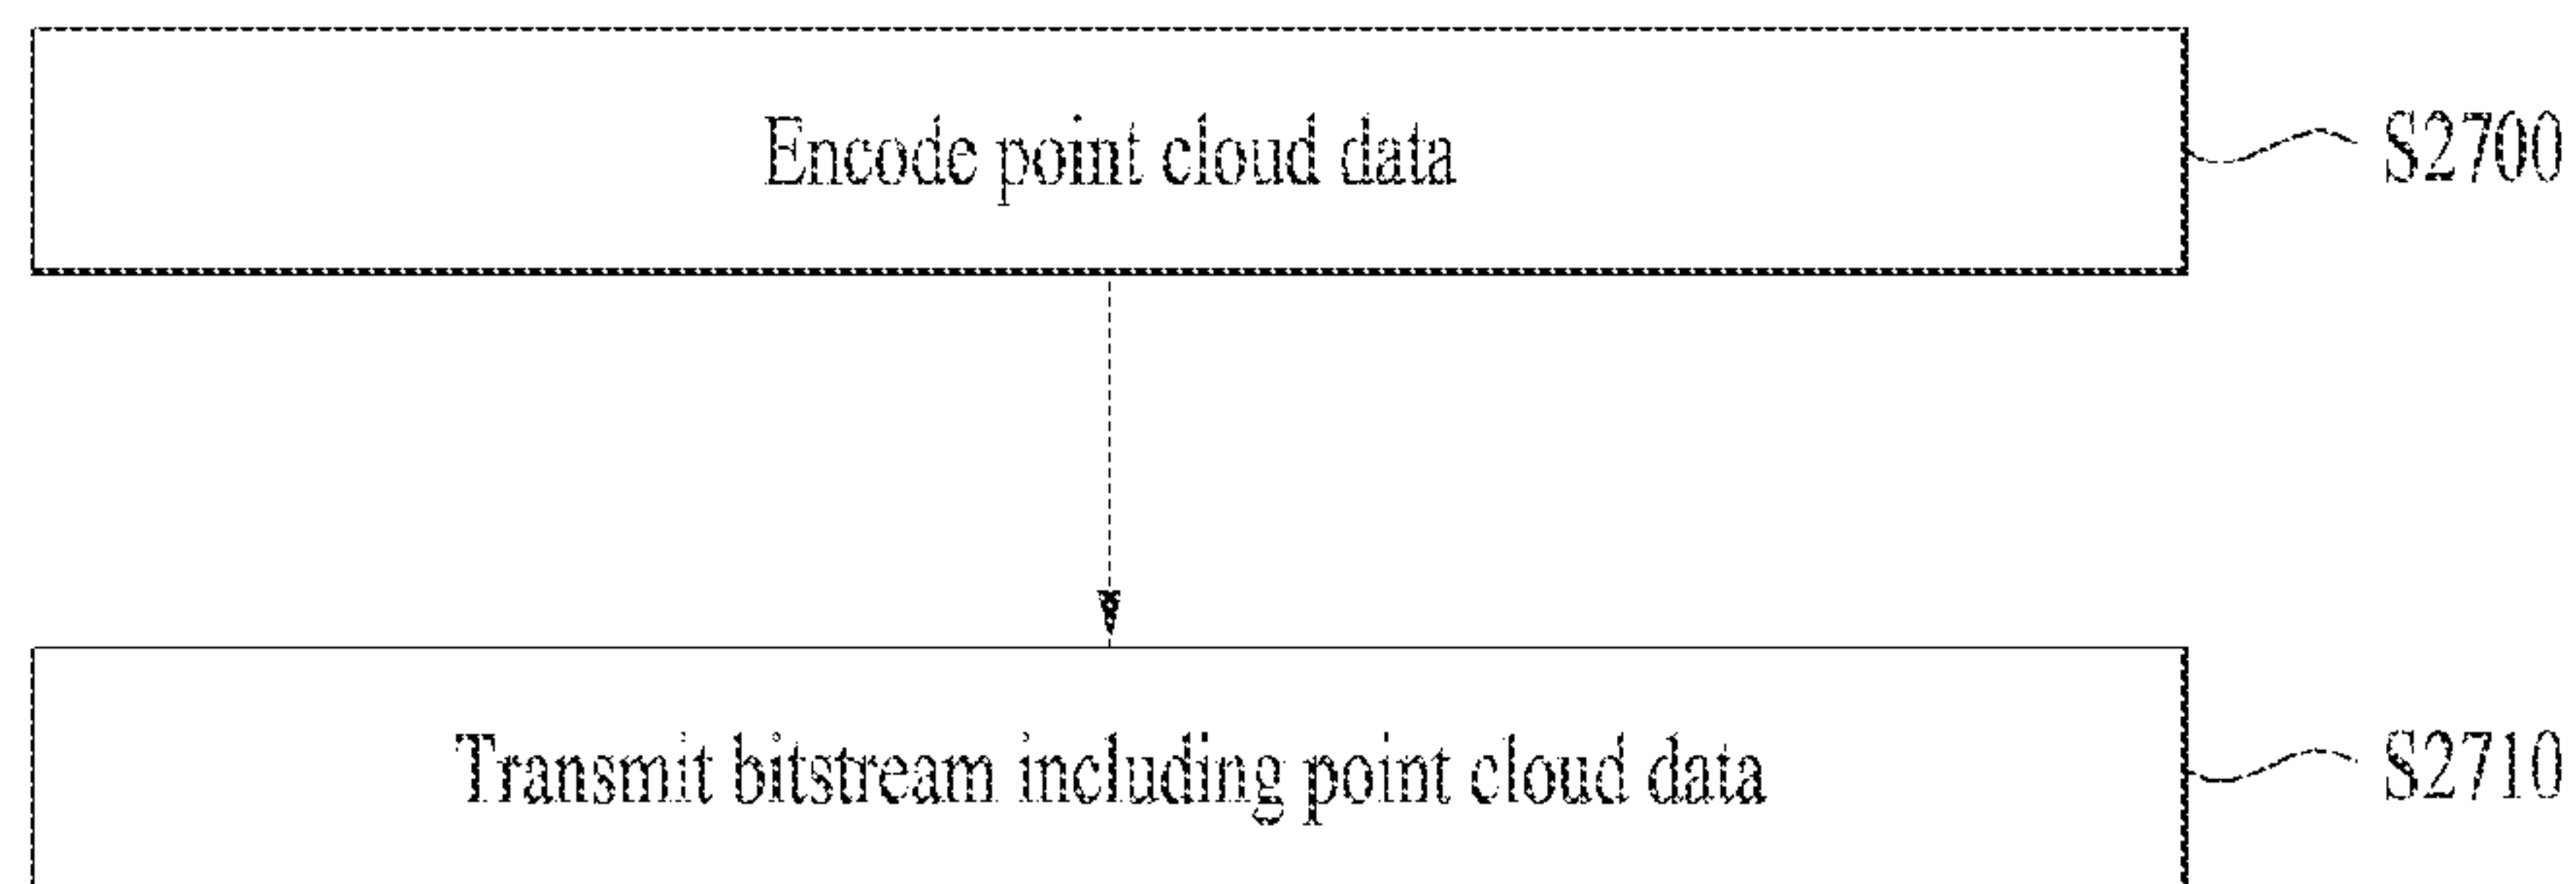 Encode point cloud data
S2700
Transmit bitstream including point cloud data
S2710